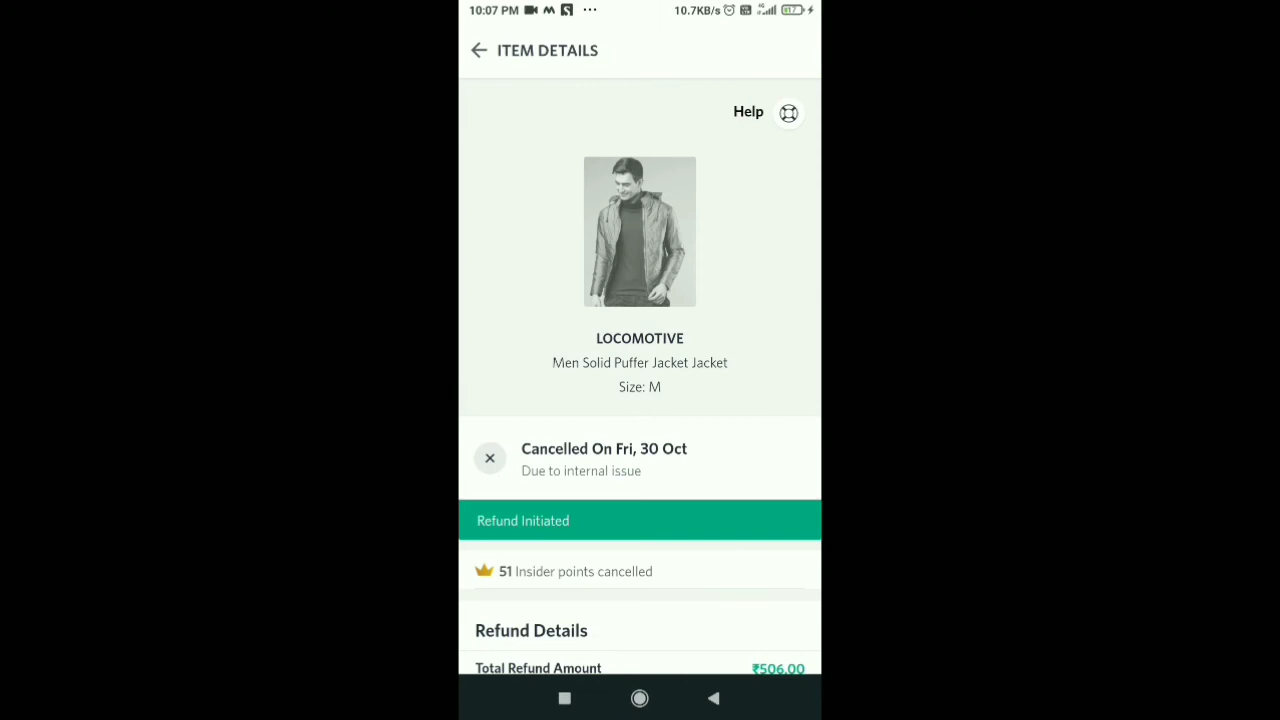 10:07 PM ... 10.7KB/s 17
ITEM DETAILS
Help
LOCOMOTIVE
Men Solid Puffer Jacket Jacket
Size: M
Cancelled On Fri, 30 Oct
Due to internal issue
Refund Initiated
51 Insider points cancelled
Refund Details
Total Refund Amount ₹506.00